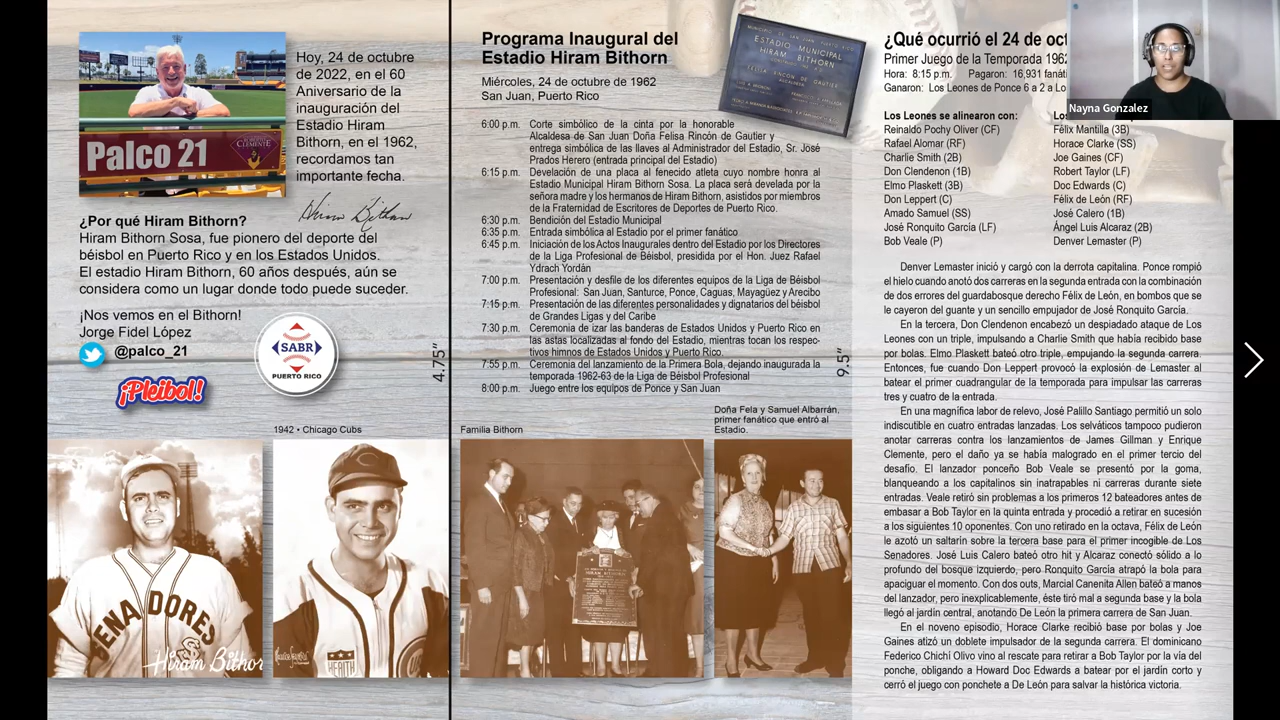 Palco 21
ROBERTO
CLEMENTE
Hoy, 24 de octubre
de 2022, en el 60
Aniversario de la
inauguración del
Estadio Hiram
Bithorn, en el 1962,
recordamos tan
importante fecha.
Hiram Bithorn
¿Por qué Hiram Bithorn?
Hiram Bithorn Sosa, fue pionero del deporte del
béisbol en Puerto Rico y en los Estados Unidos.
El estadio Hiram Bithorn, 60 años después, aún se
considera como un lugar donde todo puede suceder.
¡Nos vemos en el Bithorn!
Jorge Fidel López
@palco_21
¡Pleibol!
SABR
PUERTO RICO
4.75"
1942 • Chicago Cubs
SENADORES
Hiram Bithor
HEALTH
Programa Inaugural del
Estadio Hiram Bithorn
Miércoles, 24 de octubre de 1962
San Juan, Puerto Rico
ESTADIO MUNICIPAL
HIRAM BITHORN
6:00 p.m. Corte simbólico de la cinta por la honorable
Alcaldesa de San Juan Doña Felisa Rincón de Gautier y
entrega simbólica de las llaves al Administrador del Estadio, Sr. José
Prados Herero (entrada principal del Estadio)
6:15 p.m. Develación de una placa al fenecido atleta cuyo nombre honra al
Estadio Municipal Hiram Bithorn Sosa. La placa será develada por la
señora madre y los hermanos de Hiram Bithorn, asistidos por miembros
de la Fraternidad de Escritores de Deportes de Puerto Rico.
6:30 p.m. Bendición del Estadio Municipal
6:35 p.m. Entrada simbólica al Estadio por el primer fanático
6:45 p.m. Iniciación de los Actos Inaugurales dentro del Estadio por los Directores
de la Liga Profesional de Béisbol, presidida por el Hon. Juez Rafael
Ydrach Yordán
7:00 p.m. Presentación y desfile de los diferentes equipos de la Liga de Béisbol
Profesional: San Juan, Santurce, Ponce, Caguas, Mayagüez y Arecibo
7:15 p.m. Presentación de las diferentes personalidades y dignatarios del béisbol
de Grandes Ligas y del Caribe
7:30 p.m. Ceremonia de izar las banderas de Estados Unidos y Puerto Rico en
las astas localizadas al fondo del Estadio, mientras tocan los respec-
tivos himnos de Estados Unidos y Puerto Rico.
7:55 p.m. Ceremonia del lanzamiento de la Primera Bola, dejando inaugurada la
temporada 1962-63 de la Liga de Béisbol Profesional
8:00 p.m. Juego entre los equipos de Ponce y San Juan
9.5"
Familia Bithorn
Doña Fela y Samuel Albarrán,
primer fanático que entró al
Estadio.
¿Qué ocurrió el 24 de oct
Primer Juego de la Temporada 1962
Hora: 8:15 p.m. Pagaron: 16,931 fanáti
Ganaron: Los Leones de Ponce 6 a 2 a Lo
Nayna Gonzalez
Los Leones se alinearon con:
Reinaldo Pochy Oliver (CF)
Rafael Alomar (RF)
Charlie Smith (2B)
Don Clendenon (1B)
Elmo Plaskett (3B)
Don Leppert (C)
Amado Samuel (SS)
José Ronquito García (LF)
Bob Veale (P)
Félix Mantilla (3B)
Horace Clarke (SS)
Joe Gaines (CF)
Robert Taylor (LF)
Doc Edwards (C)
Félix de León (RF)
José Calero (1B)
Ángel Luis Alcaraz (2B)
Denver Lemaster (P)
Denver Lemaster inició y cargó con la derrota capitalina. Ponce rompió
el hielo cuando anotó dos carreras en la segunda entrada con la combinación
de dos errores del guardabosque derecho Félix de León, en bombos que se
le cayeron del guante y un sencillo empujador de José Ronquito García.
En la tercera, Don Clendenon encabezó un despiadado ataque de Los
Leones con un triple, impulsando a Charlie Smith que había recibido base
por bolas. Elmo Plaskett bateó otro triple, empujando la segunda carrera.
Entonces, fue cuando Don Leppert provocó la explosión de Lemaster al
batear el primer cuadrangular de la temporada para impulsar las carreras
tres y cuatro de la entrada.
En una magnífica labor de relevo, José Palillo Santiago permitió un solo
indiscutible en cuatro entradas lanzadas. Los selváticos tampoco pudieron
anotar carreras contra los lanzamientos de James Gillman y Enrique
Clemente, pero el daño ya se había malogrado en el primer tercio del
desafío. El lanzador ponceño Bob Veale se presentó por la goma,
blanqueando a los capitalinos sin inatrapables ni carreras durante siete
entradas. Veale retiró sin problemas a los primeros 12 bateadores antes de
embasar a Bob Taylor en la quinta entrada y procedió a retirar en sucesión
a los siguientes 10 oponentes. Con uno retirado en la octava, Félix de León
le azotó un saltarín sobre la tercera base para el primer incogible de Los
Senadores. José Luis Calero bateó otro hit y Alcaraz conectó sólido a lo
profundo del bosque izquierdo, pero Ronquito García atrapó la bola para
apaciguar el momento. Con dos outs, Marcial Canenita Allen bateó a manos
del lanzador, pero inexplicablemente, éste tiró mal a segunda base y la bola
llegó al jardín central, anotando De León la primera carrera de San Juan.
En el noveno episodio, Horace Clarke recibió base por bolas y Joe
Gaines atizó un doblete impulsador de la segunda carrera. El dominicano
Federico Chichí Olivo vino al rescate para retirar a Bob Taylor por la vía del
ponche, obligando a Howard Doc Edwards a batear por el jardín corto y
cerró el juego con ponchete a De León para salvar la histórica victoria.